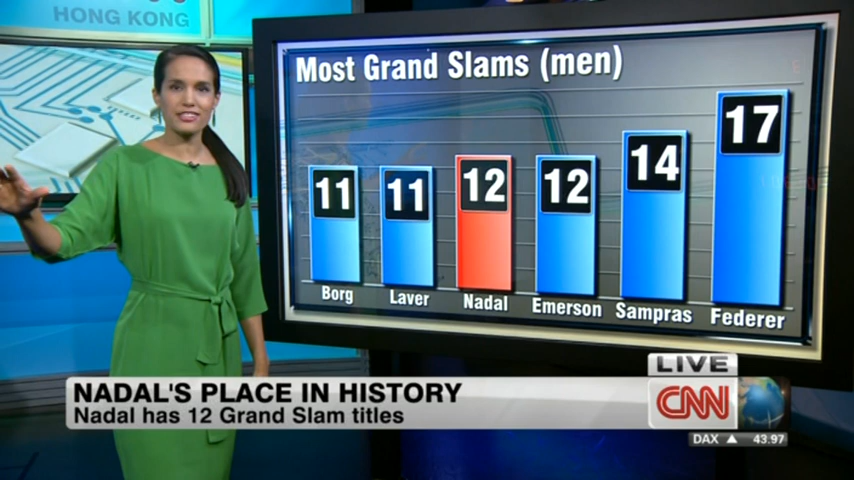 HONG KONG
Most Grand Slams (men)
11
11
12
12
14
17
Borg
Laver
Nadal
Emerson
Sampras
Federer
LIVE
NADAL'S PLACE IN HISTORY
Nadal has 12 Grand Slam titles
CNN
DAX ▲ 43.97